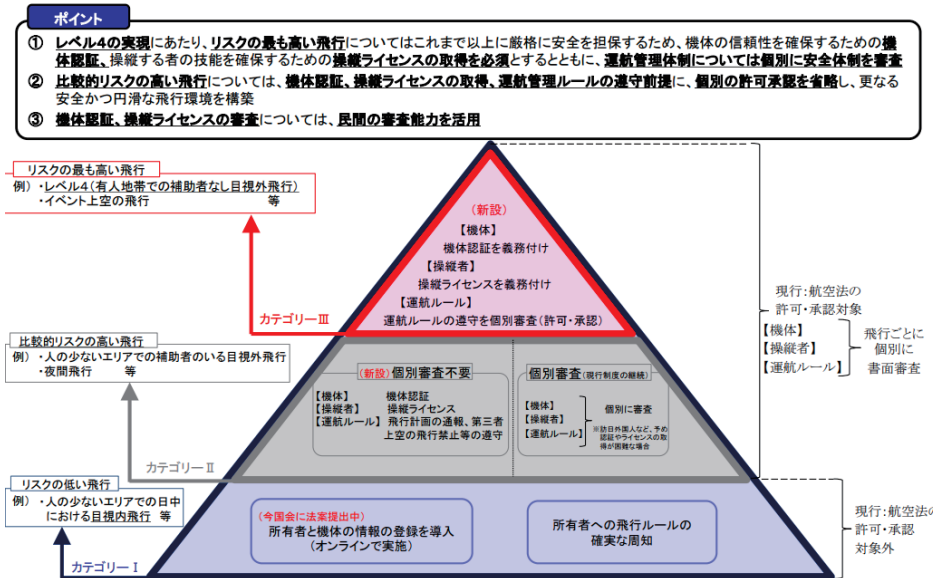 ポイント
① レベル4の実現にあたり、リスクの最も高い飛行についてはこれまで以上に厳格に安全を担保するため、機体の信頼性を確保するための機
体認証、操縦する者の技能を確保するための操縦ライセンスの取得を必須とするとともに、運航管理体制については個別に安全体制を審査
② 比較的リスクの高い飛行については、機体認証、操縦ライセンスの取得、運航管理ルールの遵守前提に、個別の許可承認を省略し、更なる
安全かつ円滑な飛行環境を構築
③ 機体認証、操縦ライセンスの審査については、民間の審査能力を活用
リスクの最も高い飛行
例）・レベル4（有人地帯での補助者なし目視外飛行）
・イベント上空の飛行 等
カテゴリーⅢ
（新設）
【機体】
機体認証を義務付け
【操縦者】
操縦ライセンスを義務付け
【運航ルール】
運航ルールの遵守を個別審査（許可・承認）
現行：航空法の
許可・承認対象
【機体】
【操縦者】
【運航ルール】
飛行ごとに
個別に
書面審査
比較的リスクの高い飛行
例）・人の少ないエリアでの補助者のいる目視外飛行
・夜間飛行 等
カテゴリーⅡ
（新設）個別審査不要
【機体】 機体認証
【操縦者】 操縦ライセンス
【運航ルール】 飛行計画の通報、第三者
上空の飛行禁止等の遵守
個別審査（現行制度の継続）
【機体】
【操縦者】
【運航ルール】
個別に審査
※訪日外国人など、予め
認証やライセンスの取
得が困難な場合
リスクの低い飛行
例）・人の少ないエリアでの日中
における目視内飛行 等
カテゴリーⅠ
（今国会に法案提出中）
所有者と機体の情報の登録を導入
（オンラインで実施）
所有者への飛行ルールの
確実な周知
現行：航空法の
許可・承認
対象外